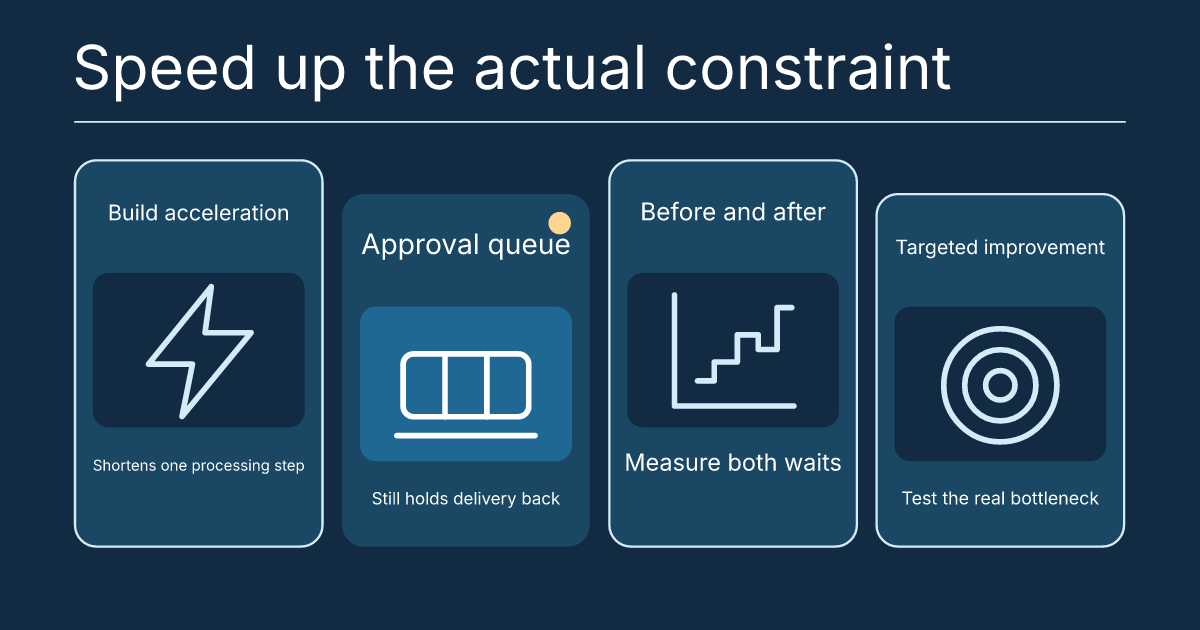 Speed up the actual constraint
Build acceleration
Shortens one processing step
Approval queue
Still holds delivery back
Before and after
Measure both waits
Targeted improvement
Test the real bottleneck